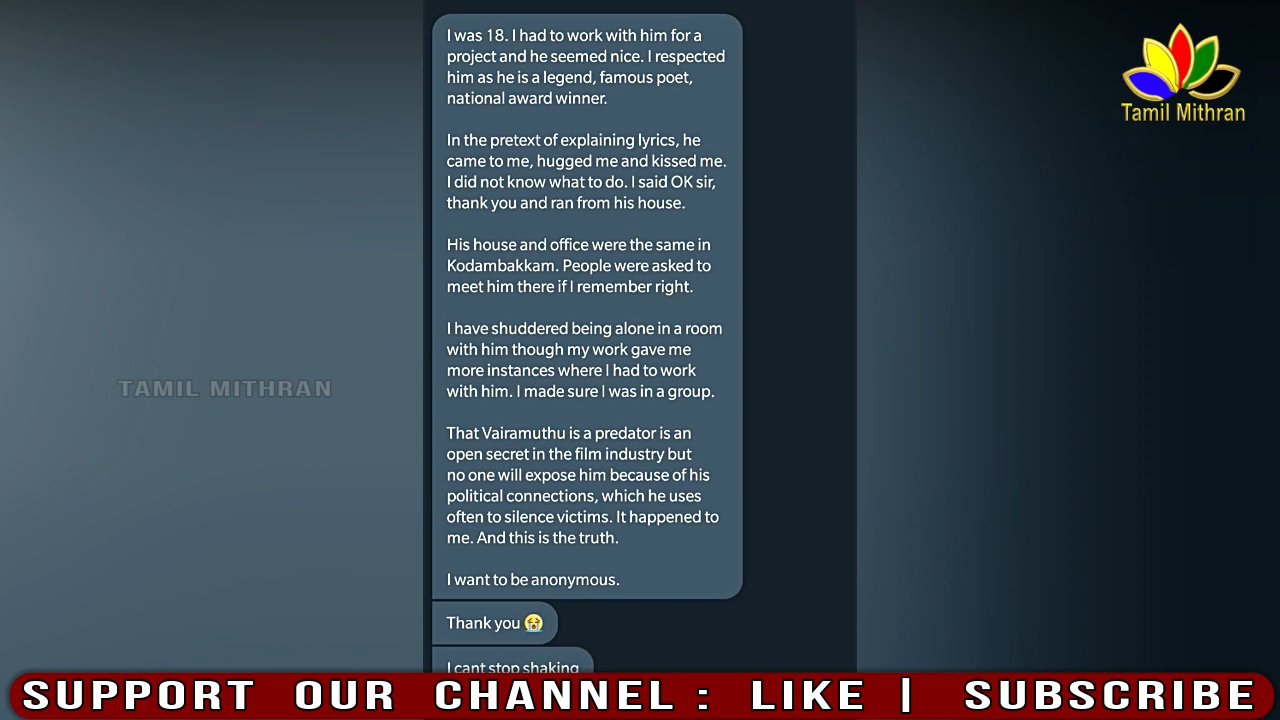 I was 18. I had to work with him for a
project and he seemed nice. I respected
him as he is a legend, famous poet,
national award winner.
In the pretext of explaining lyrics, he
came to me, hugged me and kissed me.
I did not know what to do. I said OK sir,
thank you and ran from his house.
His house and office were the same in
Kodambakkam. People were asked to
meet him there if I remember right.
I have shuddered being alone in a room
with him though my work gave me
more instances where I had to work
with him. I made sure I was in a group.
That Vairamuthu is a predator is an
open secret in the film industry but
no one will expose him because of his
political connections, which he uses
often to silence victims. It happened to
me. And this is the truth.
I want to be anonymous.
Thank you 😭
I cant stop shaking
Tamil Mithran
TAMIL MITHRAN
SUPPORT OUR CHANNEL : LIKE | SUBSCRIBE